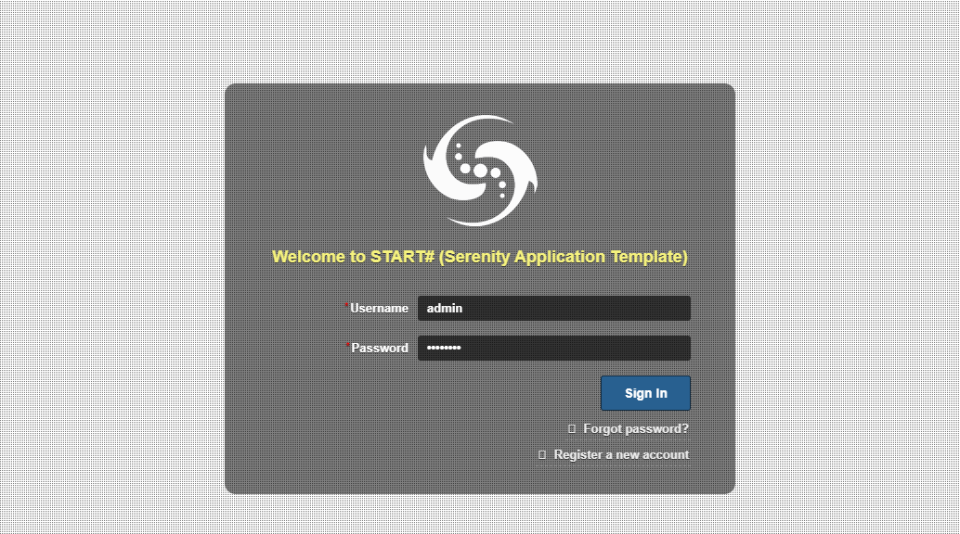 Welcome to START# (Serenity Application Template)
*Username admin
*Password ••••••••
Sign In
Forgot password?
Register a new account